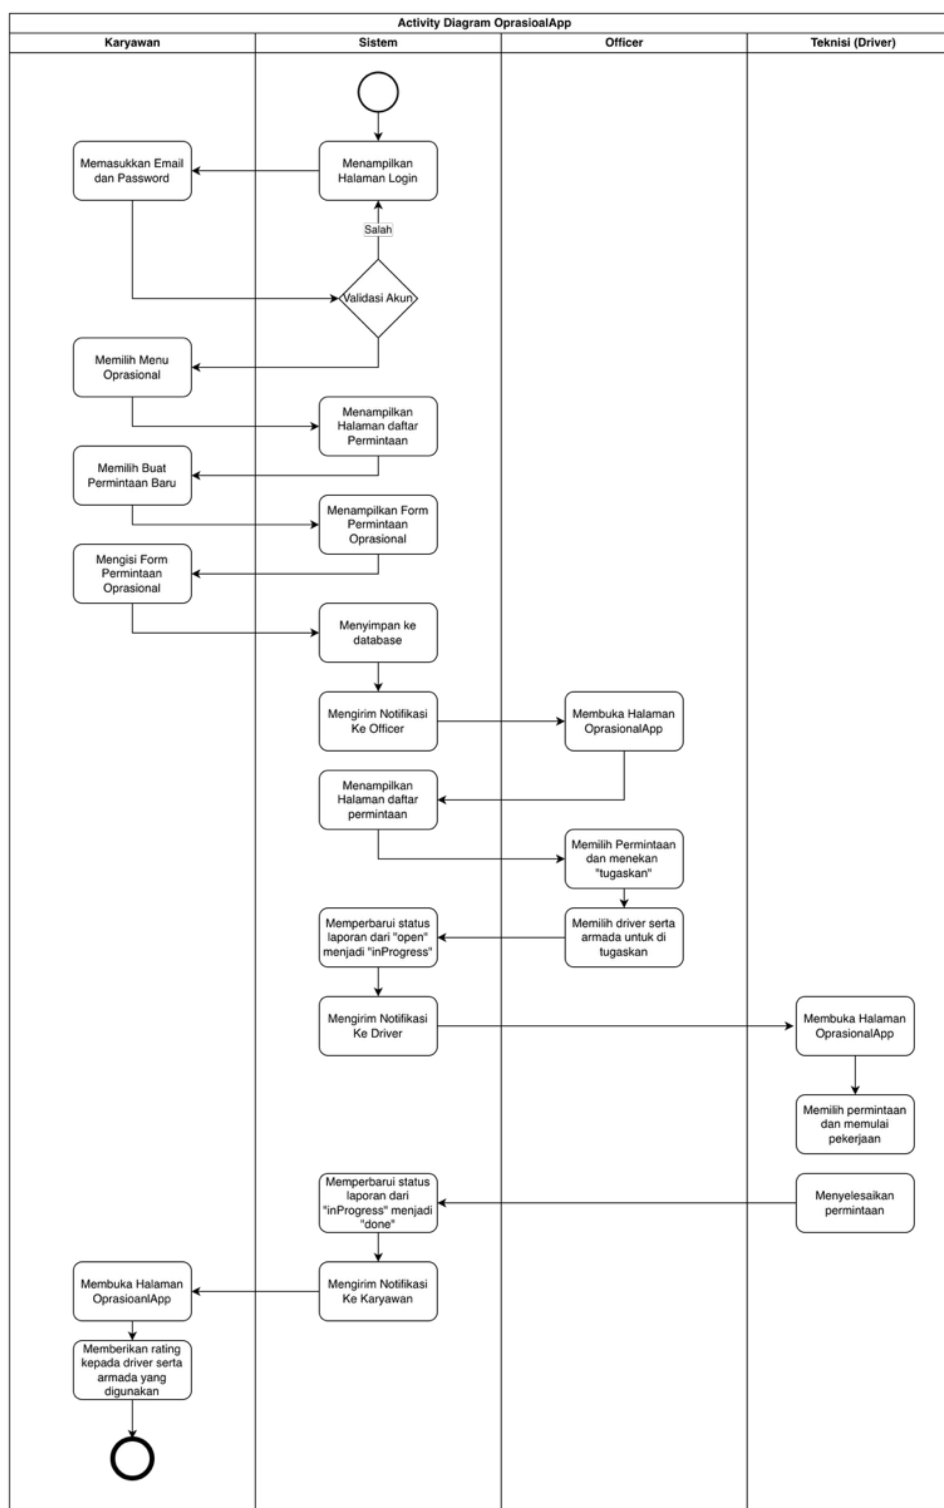 Activity Diagram OprasioalApp
Karyawan
Sistem
Officer
Teknisi (Driver)
Menampilkan
Halaman Login
Memasukkan Email
dan Password
Salah
Validasi Akun
Memilih Menu
Oprasional
Menampilkan
Halaman daftar
Permintaan
Memilih Buat
Permintaan Baru
Menampilkan Form
Permintaan
Oprasional
Mengisi Form
Permintaan
Oprasional
Menyimpan ke
database
Mengirim Notifikasi
Ke Officer
Membuka Halaman
OprasionalApp
Menampilkan
Halaman daftar
permintaan
Memilih Permintaan
dan menekan
"tugaskan"
Memilih driver serta
armada untuk di
tugaskan
Memperbarui status
laporan dari "open"
menjadi "inProgress"
Mengirim Notifikasi
Ke Driver
Membuka Halaman
OprasionalApp
Memilih permintaan
dan memulai
pekerjaan
Menyelesaikan
permintaan
Memperbarui status
laporan dari
"inProgress" menjadi
"done"
Mengirim Notifikasi
Ke Karyawan
Membuka Halaman
OprasioanlApp
Memberikan rating
kepada driver serta
armada yang
digunakan